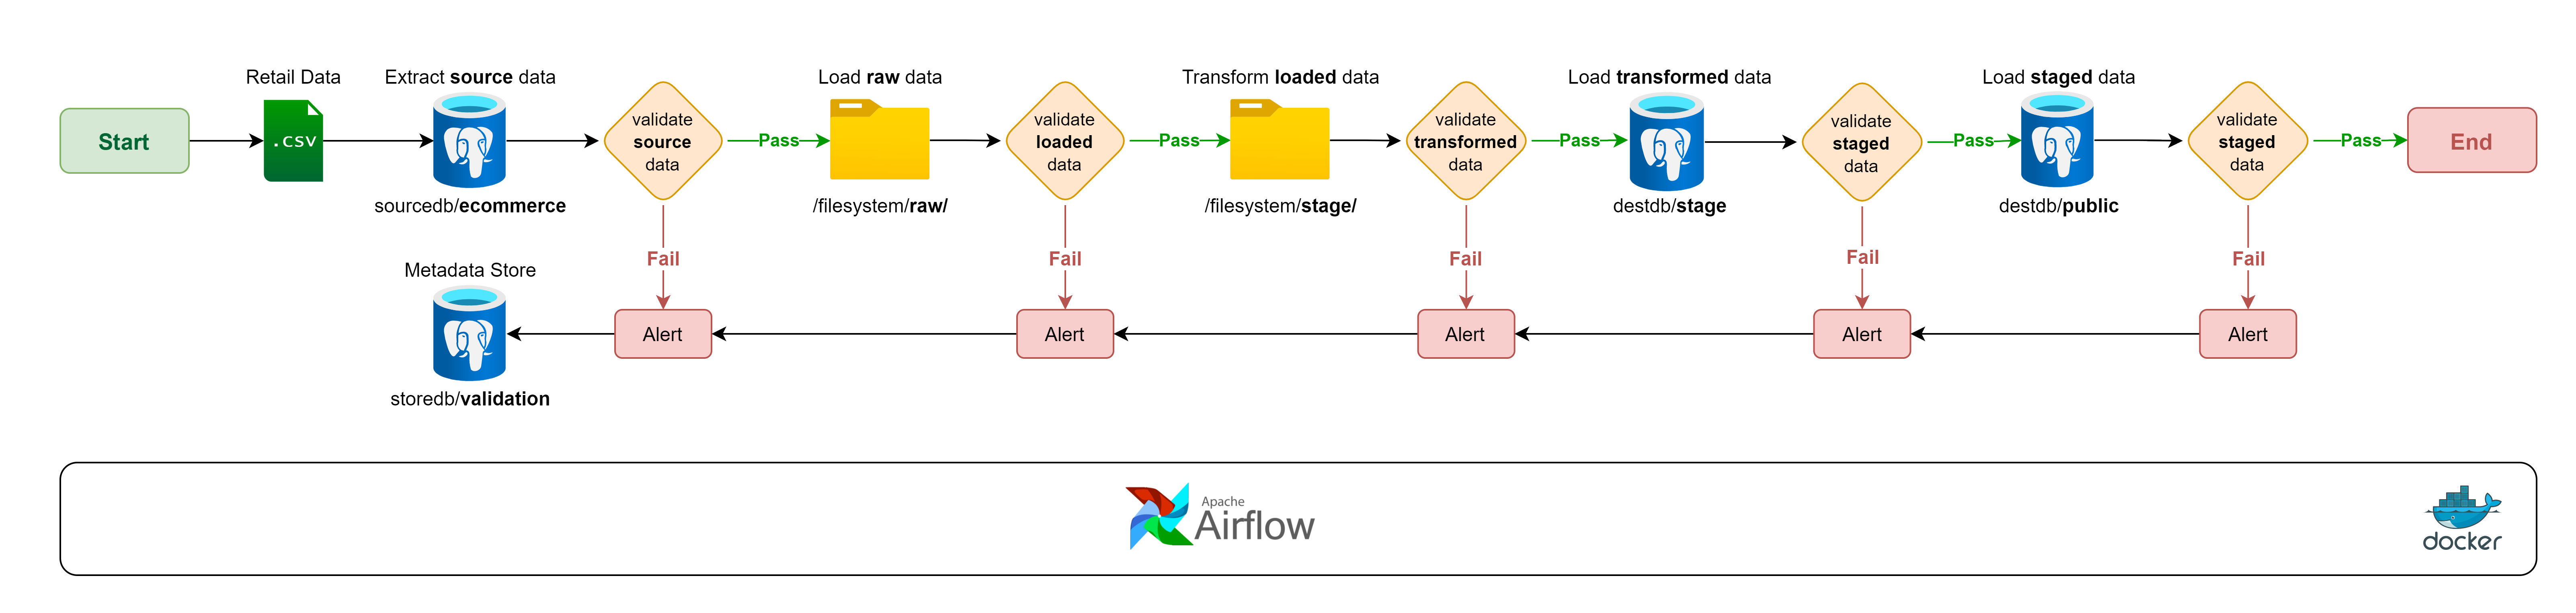 Retail Data
Extract source data
Load raw data
Transform loaded data
Load transformed data
Load staged data
Start
.csv
validate
source
data
Pass
validate
loaded
data
Pass
validate
transformed
data
Pass
validate
staged
data
Pass
validate
staged
data
Pass
End
sourcedb/ecommerce
/filesystem/raw/
/filesystem/stage/
destdb/stage
destdb/public
Fail
Fail
Fail
Fail
Fail
Metadata Store
Alert
Alert
Alert
Alert
Alert
storedb/validation
Apache
Airflow
docker